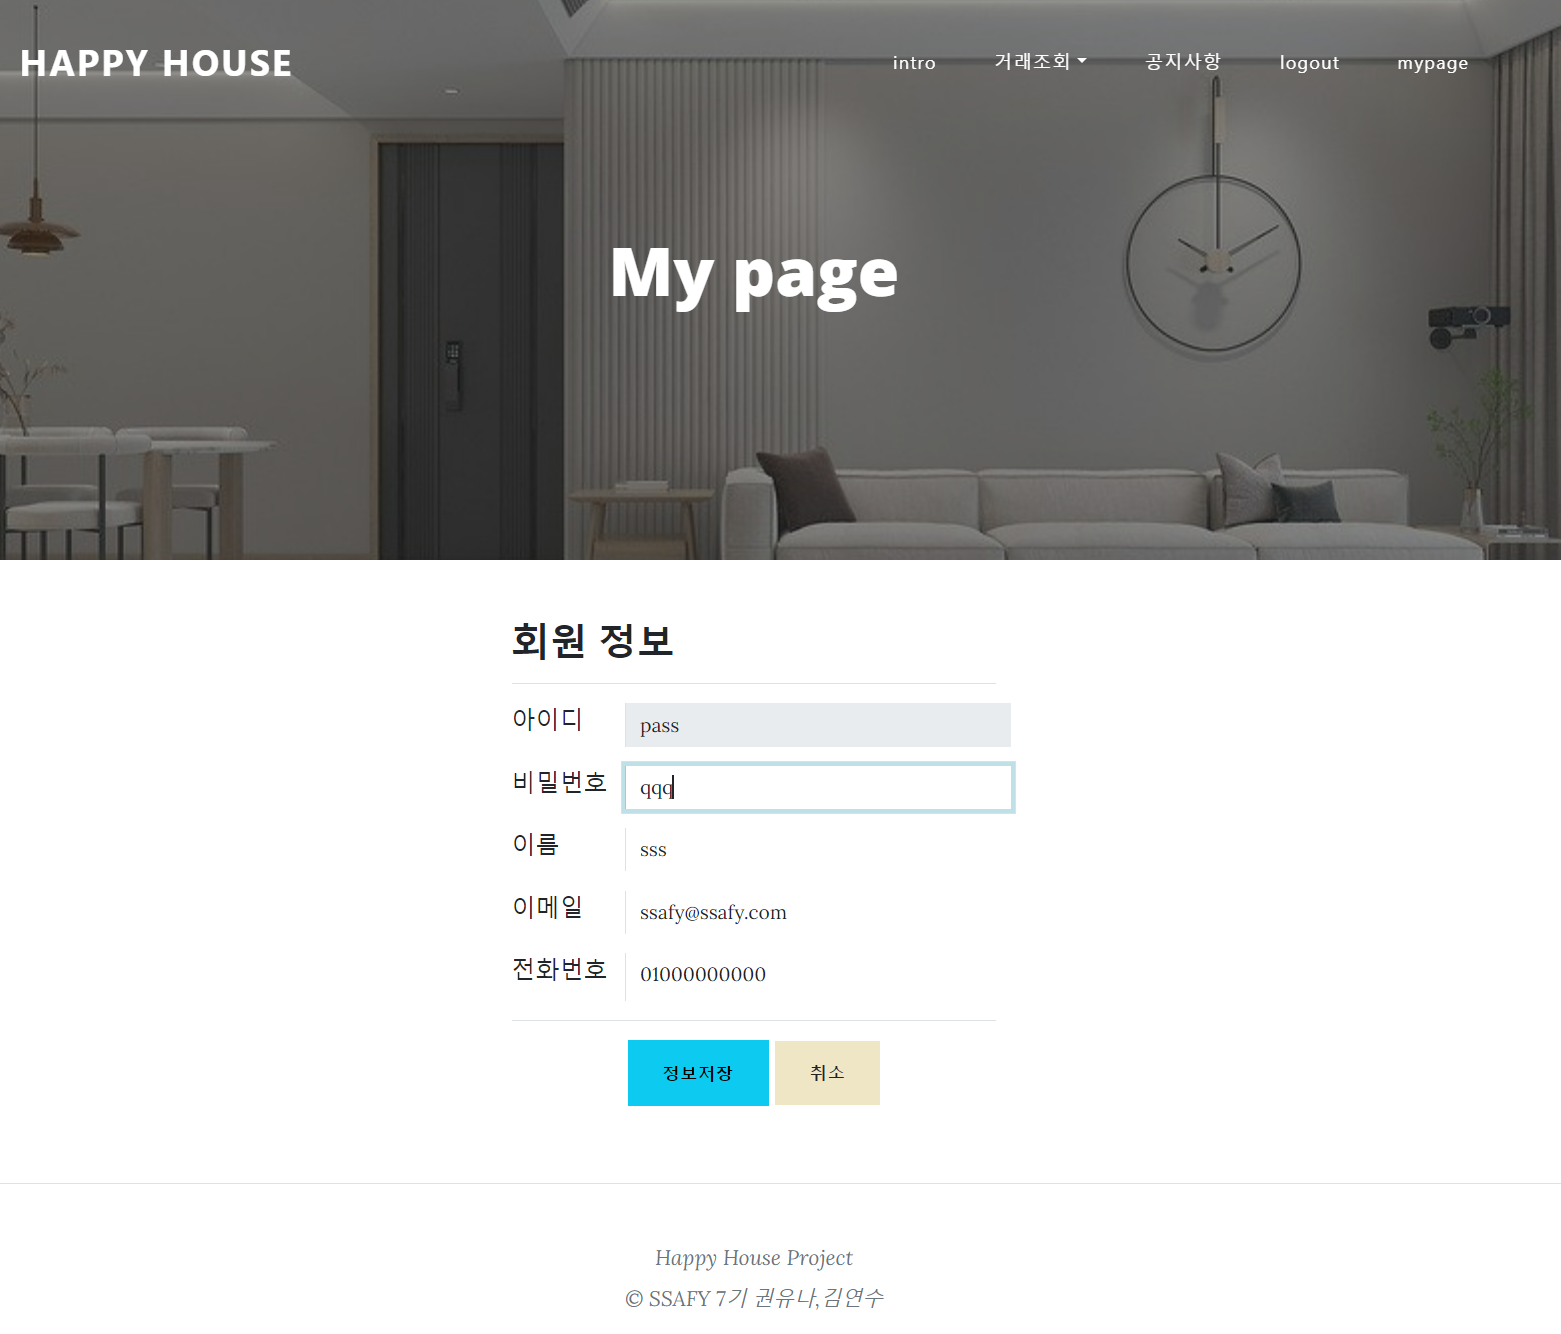 HAPPY HOUSE
intro 거래조회 공지사항 logout mypage
My page
회원 정보
아이디 pass
비밀번호 qqq
이름 sss
이메일 ssafy@ssafy.com
전화번호 01000000000
정보저장 취소
Happy House Project
© SSAFY 7기 권유나,김연수